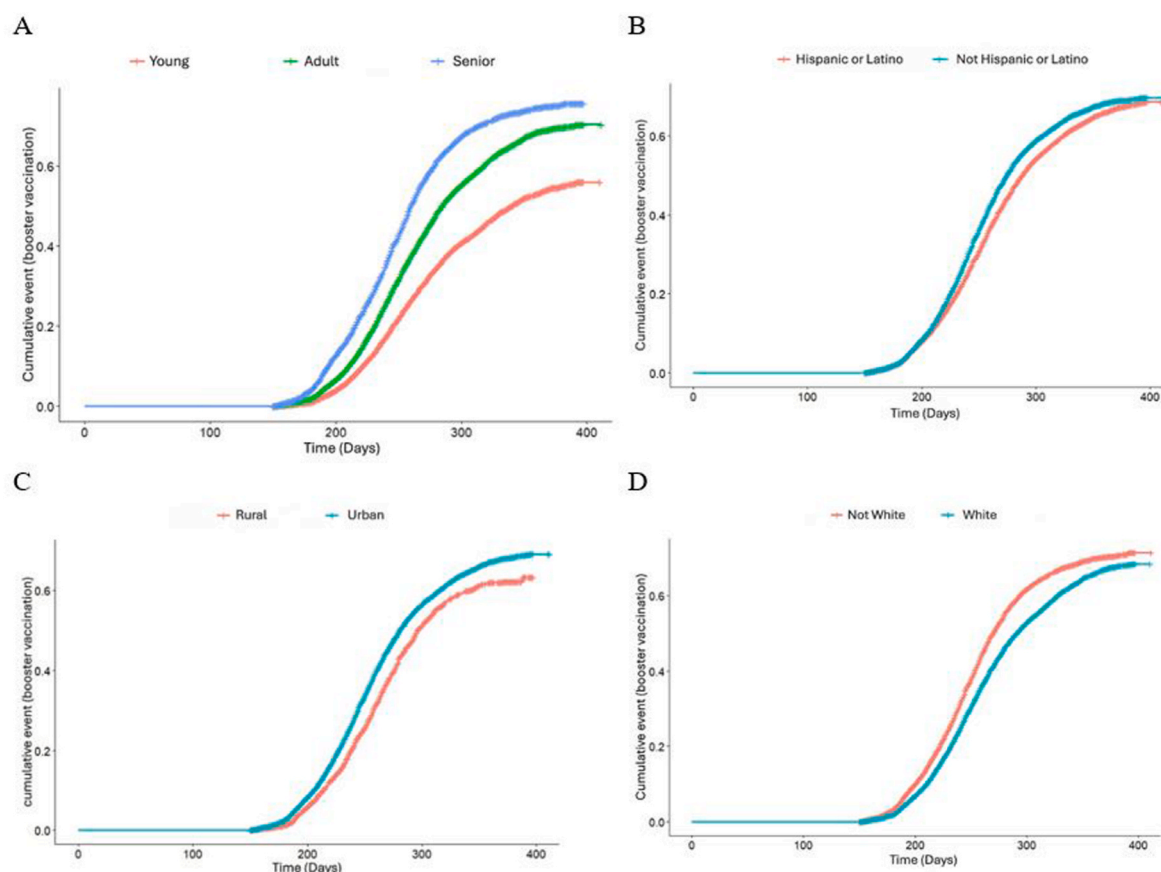 A
Young Adult Senior
Cumulative event (booster vaccination)
0.6
0.4
0.2
0.0
0 100 200 300 400
Time (Days)
B
Hispanic or Latino Not Hispanic or Latino
Cumulative event (booster vaccination)
0.6
0.4
0.2
0.0
0 100 200 300 400
Time (Days)
C
Rural Urban
cumulative event (booster vaccination)
0.6
0.4
0.2
0.0
0 100 200 300 400
Time (Days)
D
Not White White
Cumulative event (booster vaccination)
0.6
0.4
0.2
0.0
0 100 200 300 400
Time (Days)